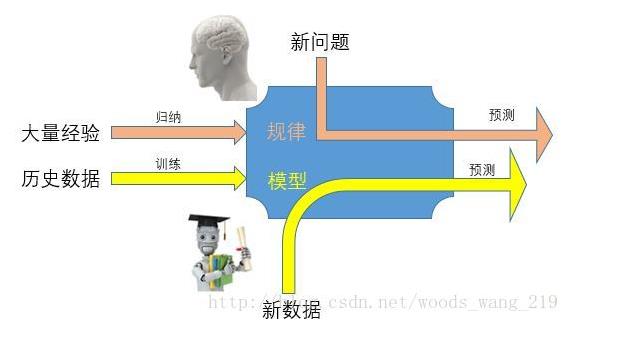 新问题
大量经验
归纳
规律
预测
历史数据
训练
模型
预测
新数据
http://blog.csdn.net/woods_wang_219